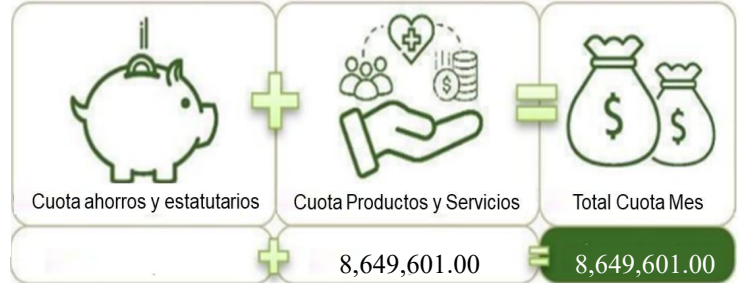 Cuota ahorros y estatutarios
Cuota Productos y Servicios
Total Cuota Mes
8,649,601.00
8,649,601.00